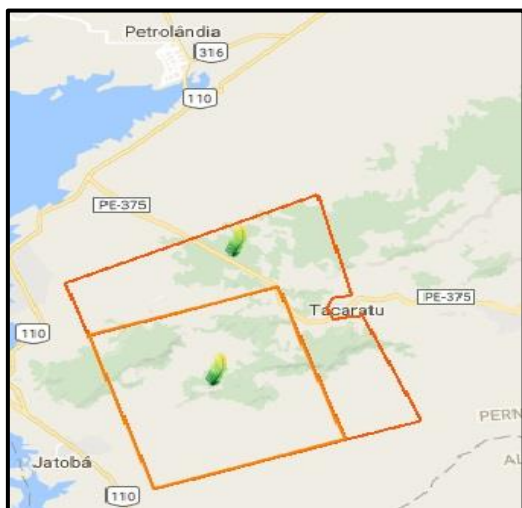 Petrolândia
316
110
PE-375
PE-375
Tacaratu
110
PERN
AL
Jatobá
110